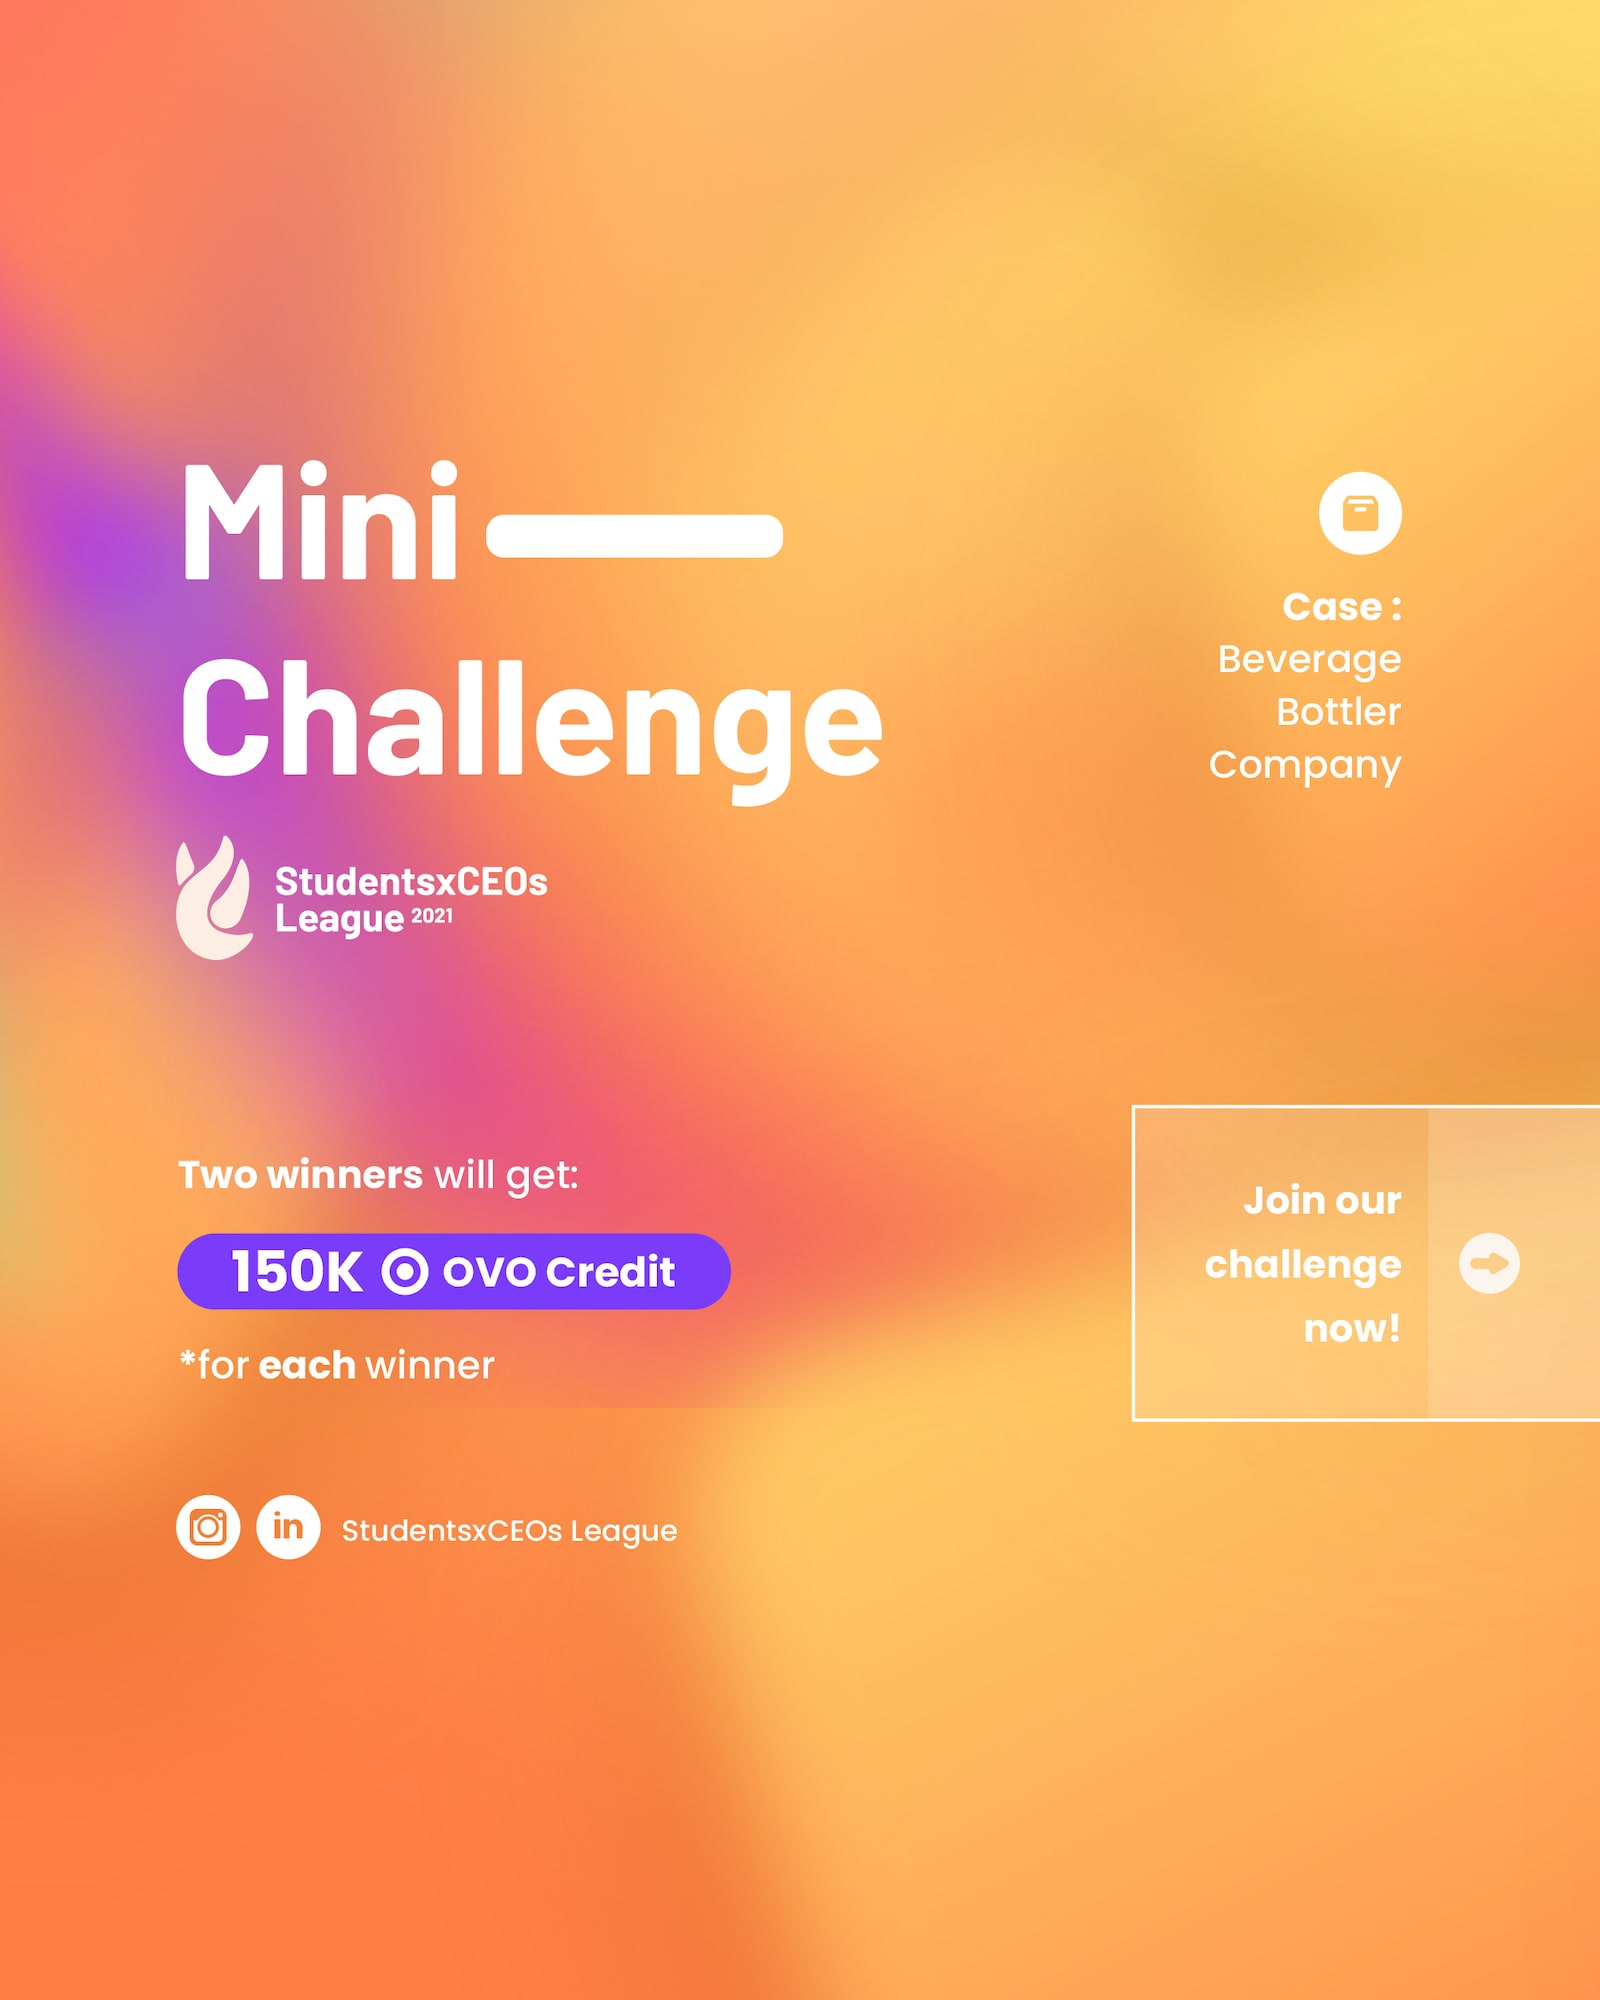 Mini
Challenge
StudentsxCEOs
League 2021
Case :
Beverage
Bottler
Company
Two winners will get:
150K OVO Credit
*for each winner
Join our
challenge
now!
in StudentsxCEOs League